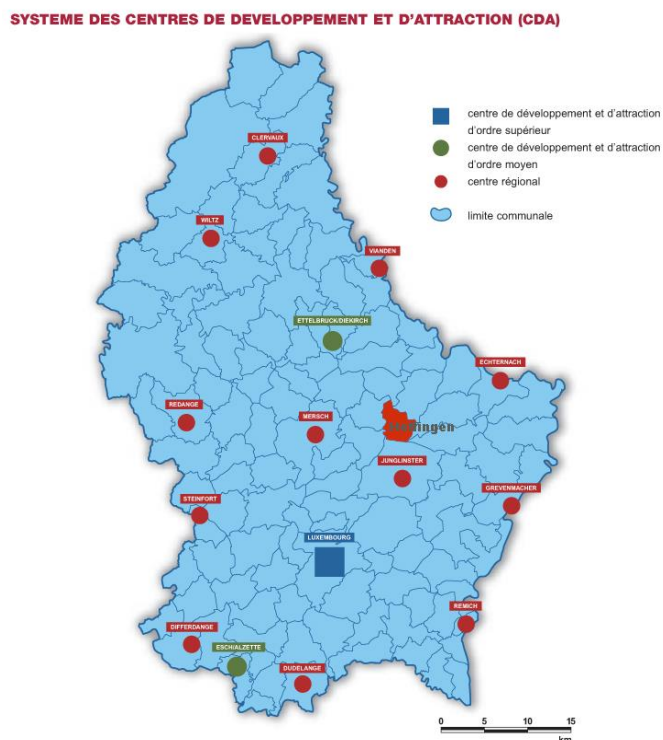 SYSTEME DES CENTRES DE DEVELOPPEMENT ET D'ATTRACTION (CDA)
centre de développement et d'attraction
d'ordre supérieur
centre de développement et d'attraction
d'ordre moyen
centre régional
limite communale
CLERVAUX
WILTZ
VIANDEN
ETTELBRUCK/DIEKIRCH
ECHTERNACH
REDANGE
MERSCH
JUNGLINSTER
GREVENMACHER
STEINFORT
LUXEMBOURG
REMICH
DIFFERDANGE
ESCH/ALZETTE
DUDELANGE
0 5 10 15
km